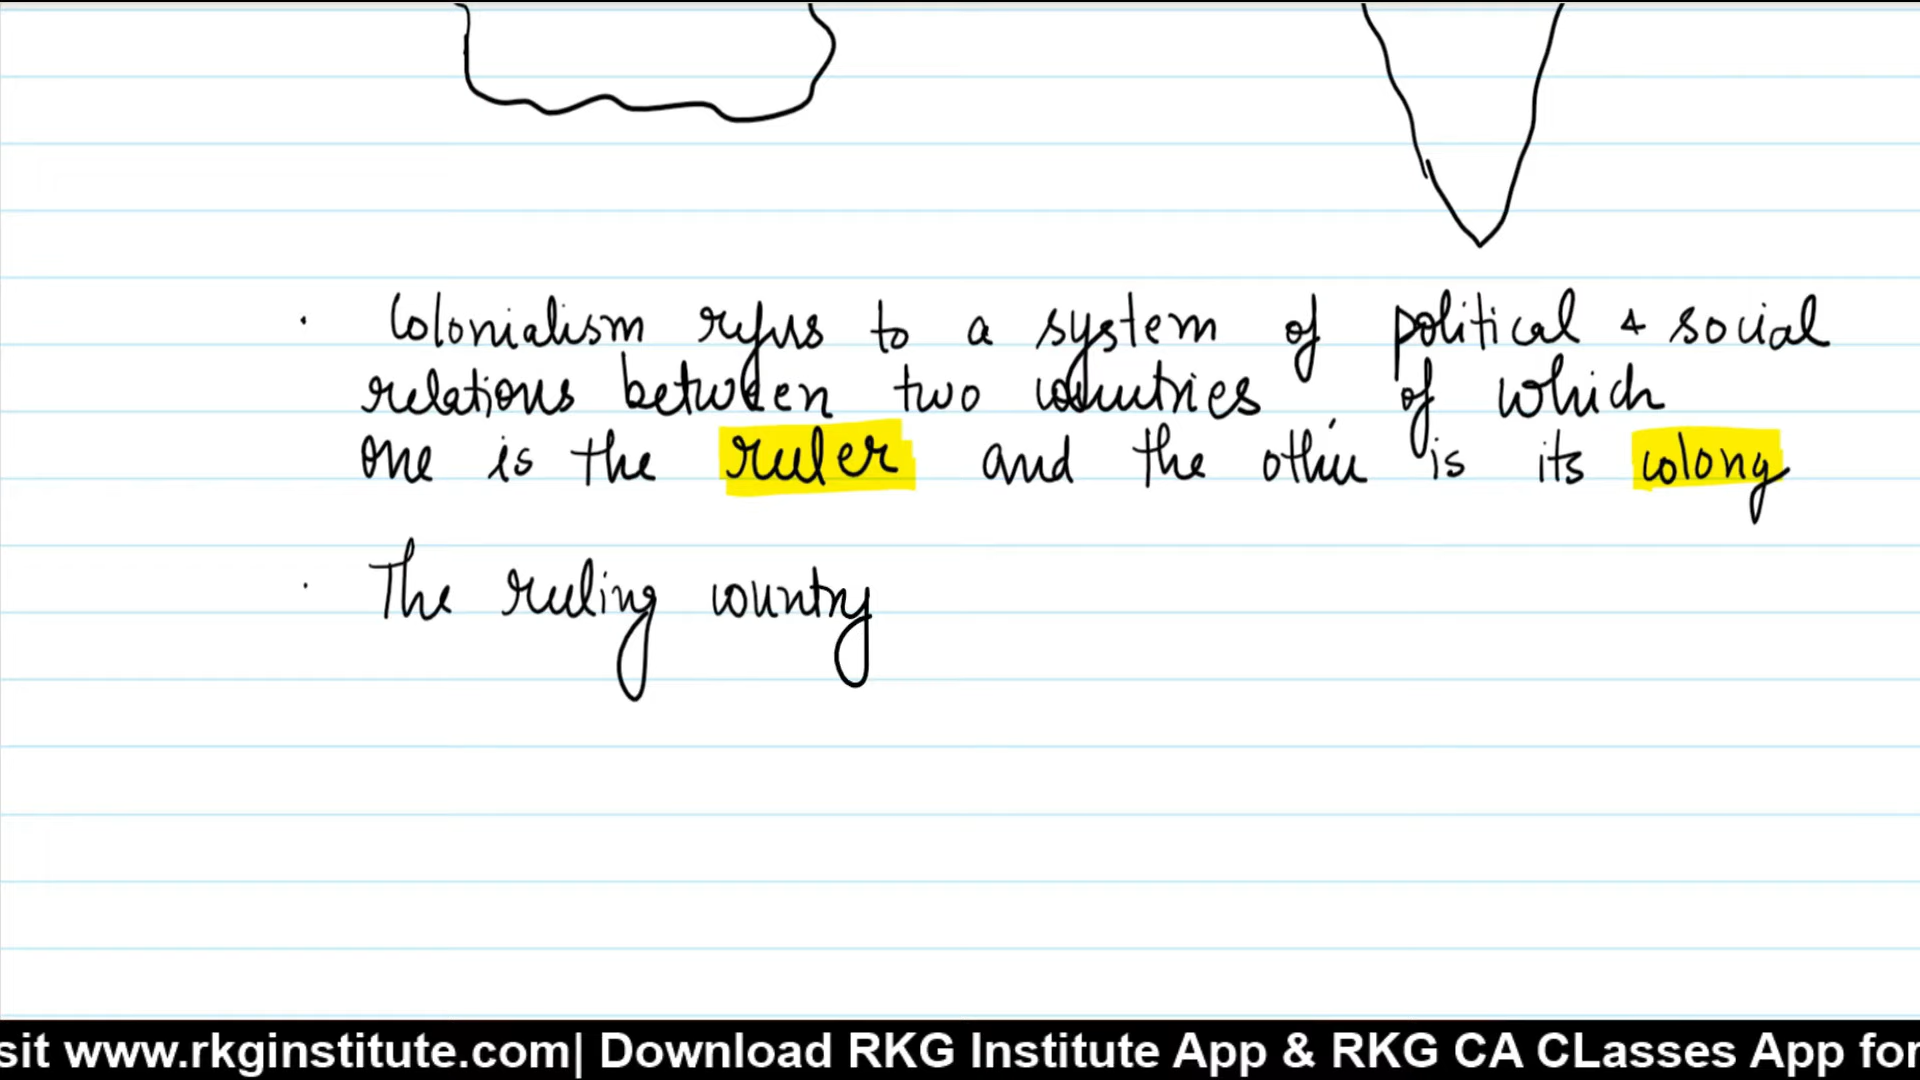 · Colonialism refers to a system of political & social
relations between two countries of which
one is the ruler and the other is its colony
· The ruling country
sit www.rkginstitute.com| Download RKG Institute App & RKG CA CLasses App for